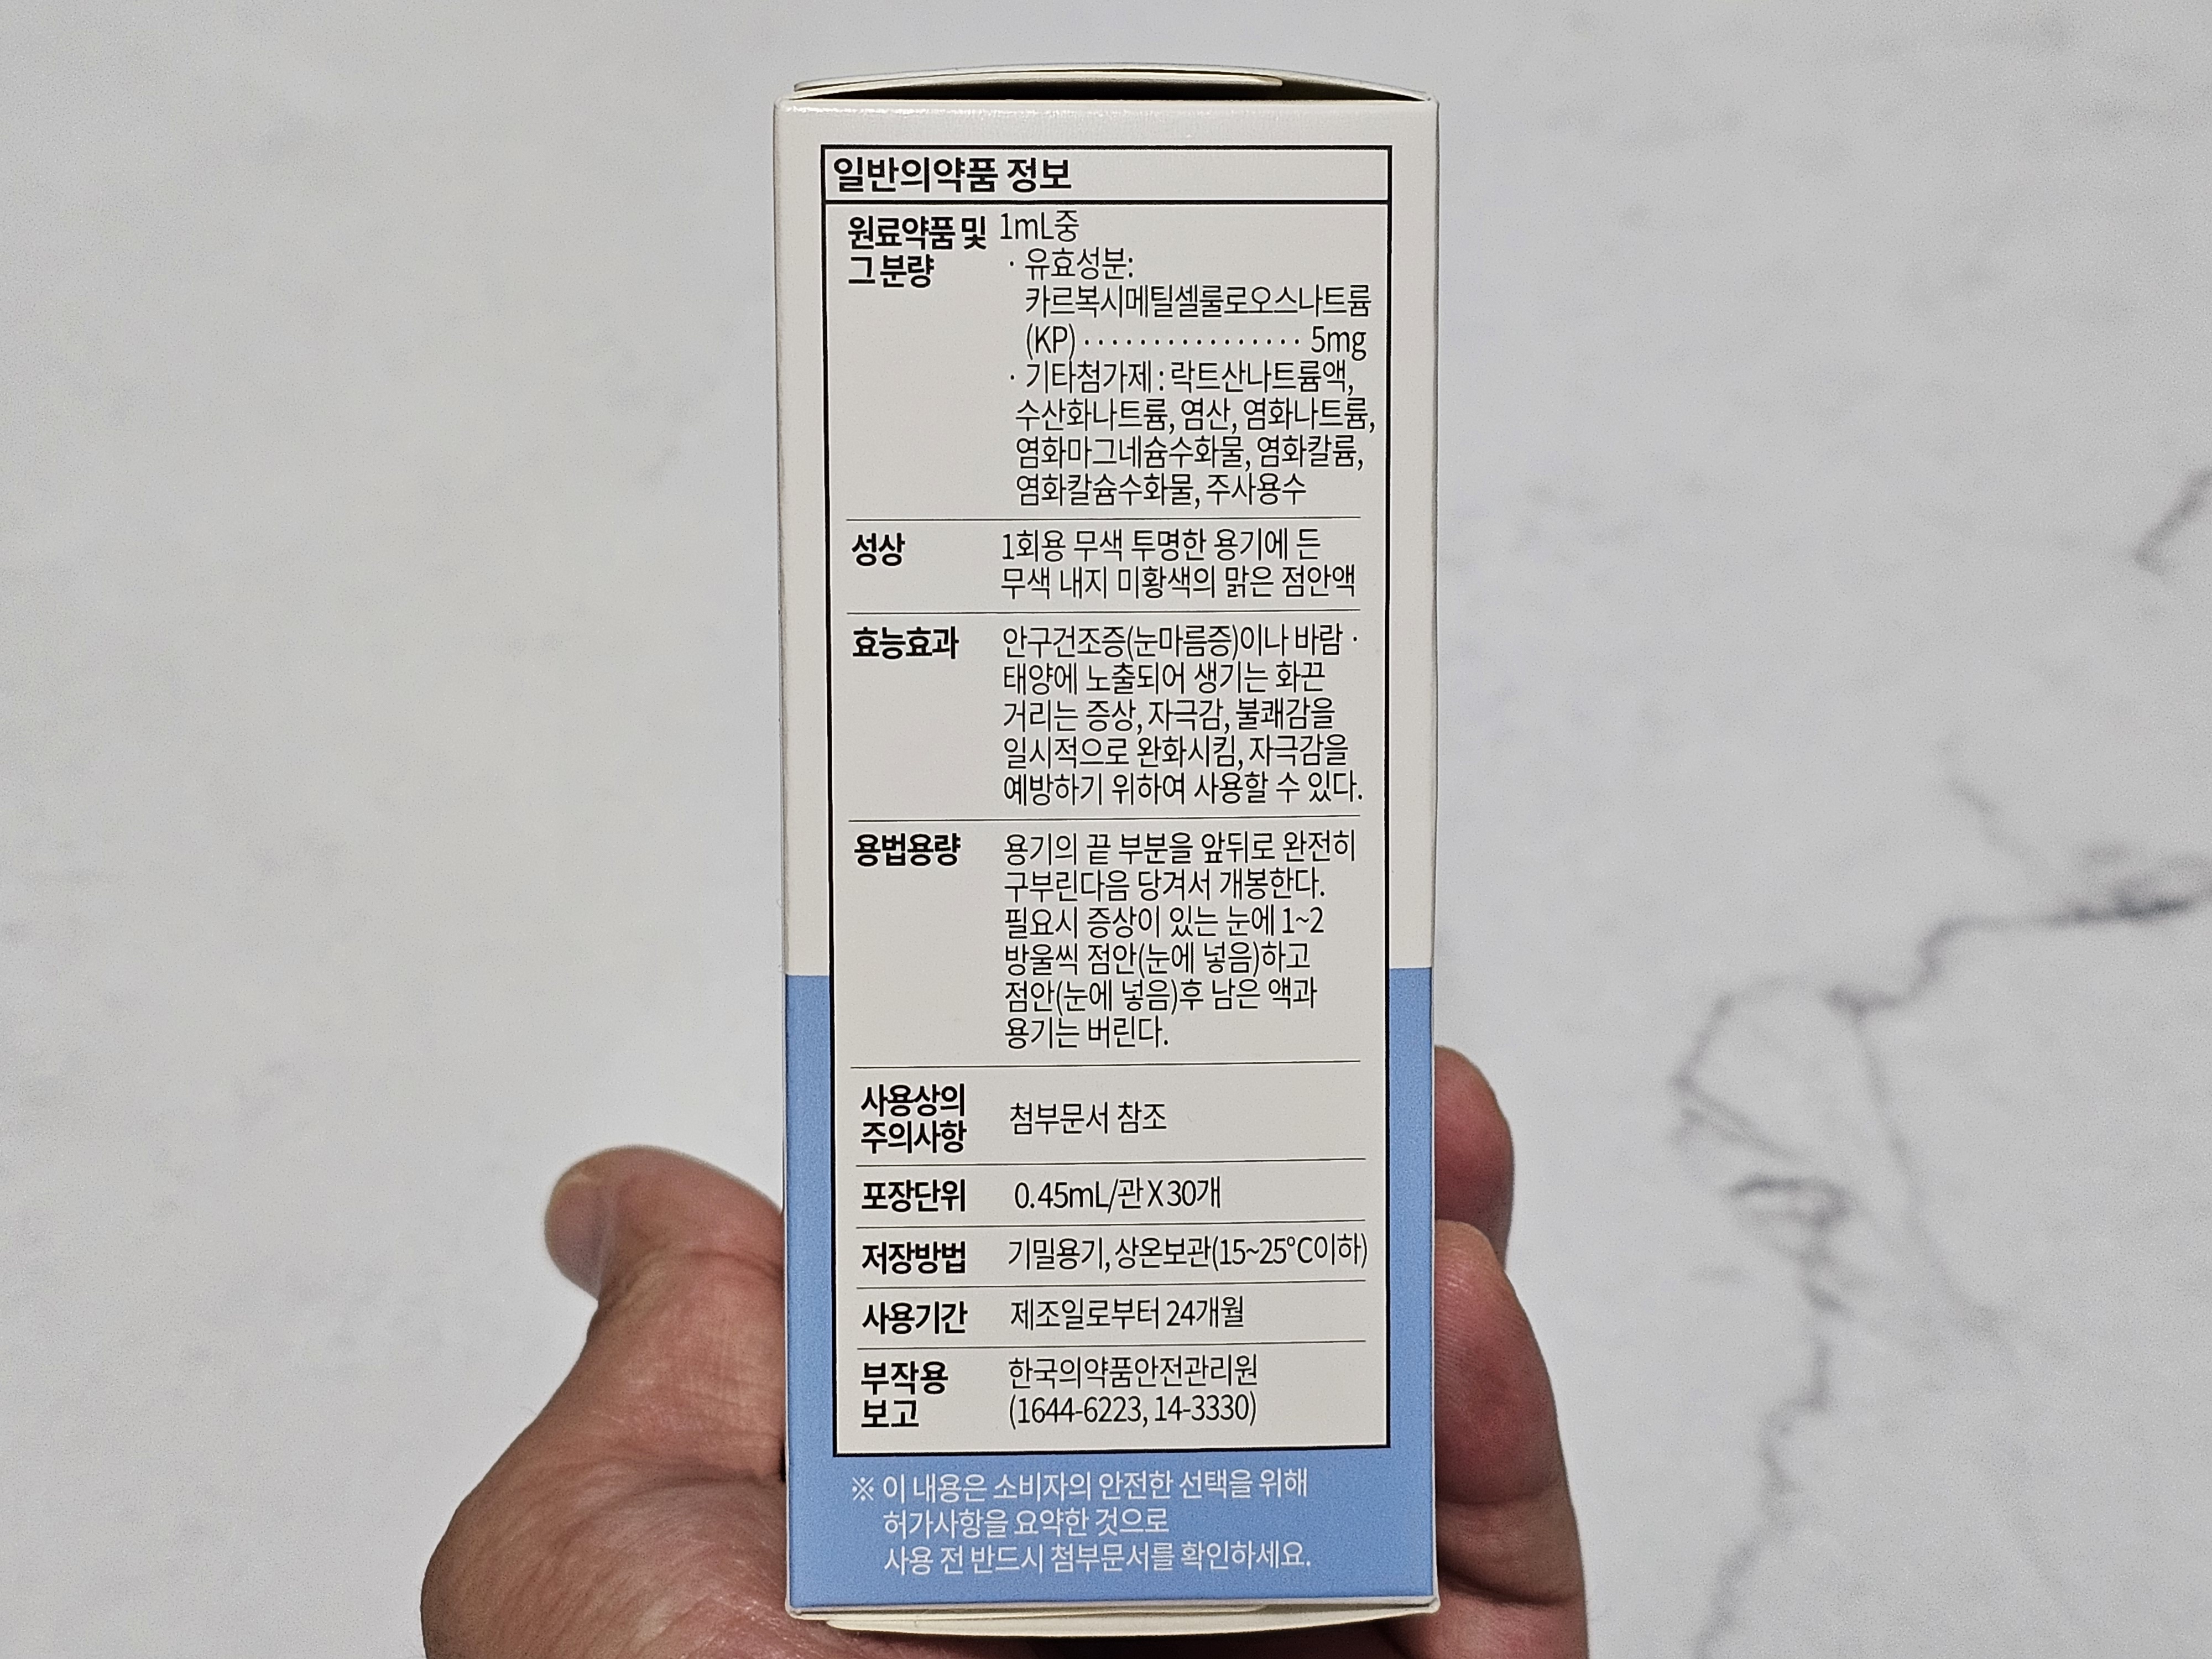 일반의약품 정보
원료약품 및 그 분량
1mL중
· 유효성분:
카르복시메틸셀룰로오스나트륨
(KP) ················ 5mg
· 기타첨가제 : 락트산나트륨액,
수산화나트륨, 염산, 염화나트륨,
염화마그네슘수화물, 염화칼륨,
염화칼슘수화물, 주사용수
성상
1회용 무색 투명한 용기에 든
무색 내지 미황색의 맑은 점안액
효능효과
안구건조증(눈마름증)이나 바람 ·
태양에 노출되어 생기는 화끈
거리는 증상, 자극감, 불쾌감을
일시적으로 완화시킴, 자극감을
예방하기 위하여 사용할 수 있다.
용법용량
용기의 끝 부분을 앞뒤로 완전히
구부린다음 당겨서 개봉한다.
필요시 증상이 있는 눈에 1~2
방울씩 점안(눈에 넣음)하고
점안(눈에 넣음)후 남은 액과
용기는 버린다.
사용상의
주의사항
첨부문서 참조
포장단위
0.45mL/관 X 30개
저장방법
기밀용기, 상온보관(15~25°C이하)
사용기간
제조일로부터 24개월
부작용
보고
한국의약품안전관리원
(1644-6223, 14-3330)
※ 이 내용은 소비자의 안전한 선택을 위해
허가사항을 요약한 것으로
사용 전 반드시 첨부문서를 확인하세요.